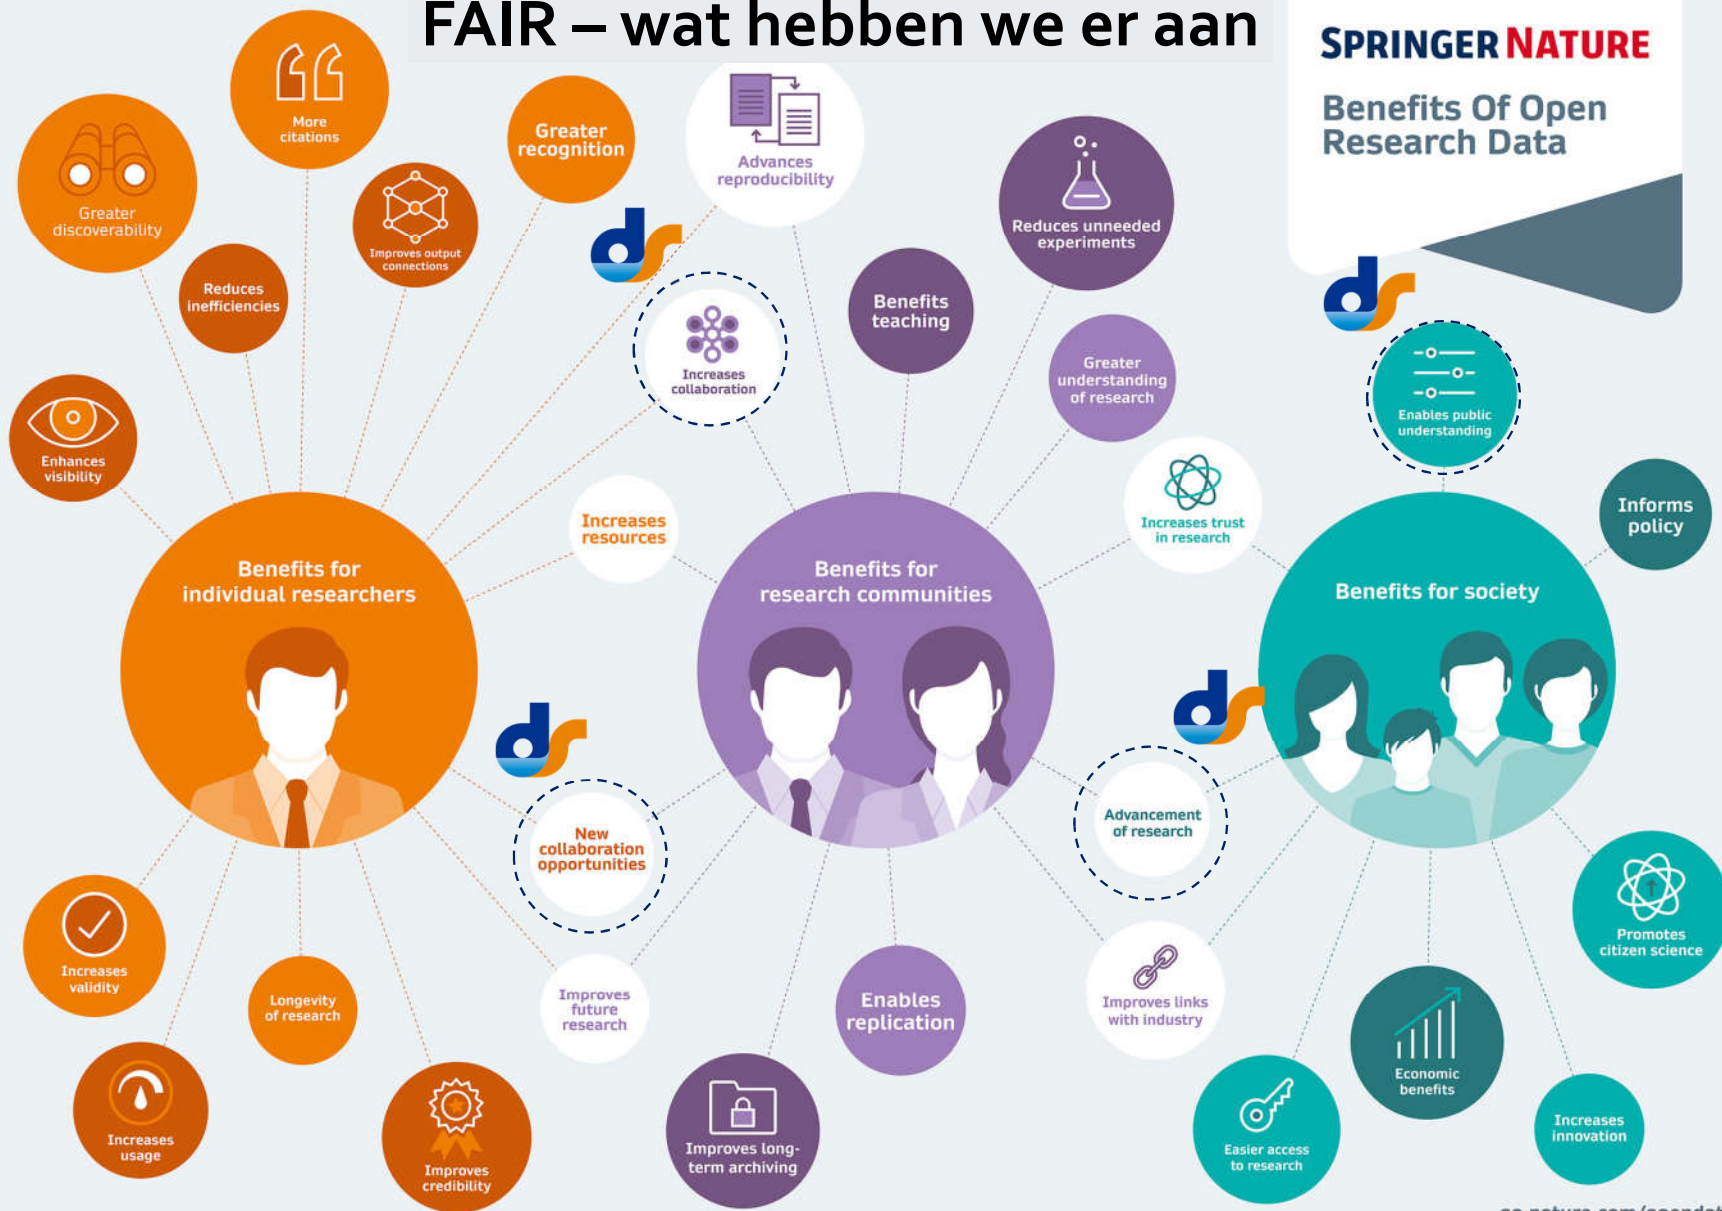 FAIR – wat hebben we er aan
SPRINGER NATURE
Benefits Of Open
Research Data
More
citations
Greater
recognition
Advances
reproducibility
Greater
discoverability
Improves output
connections
Reduces unneeded
experiments
Reduces
inefficiencies
ds
Benefits
teaching
ds
Increases
collaboration
Greater
understanding
of research
Enables public
understanding
Enhances
visibility
Increases
resources
Increases trust
in research
Informs
policy
Benefits for
individual researchers
Benefits for
research communities
Benefits for society
ds
ds
New
collaboration
opportunities
Advancement
of research
Increases
validity
Longevity
of research
Improves
future
research
Enables
replication
Improves links
with industry
Promotes
citizen science
Increases
usage
Improves
credibility
Improves long-
term archiving
Easier access
to research
Economic
benefits
Increases
innovation